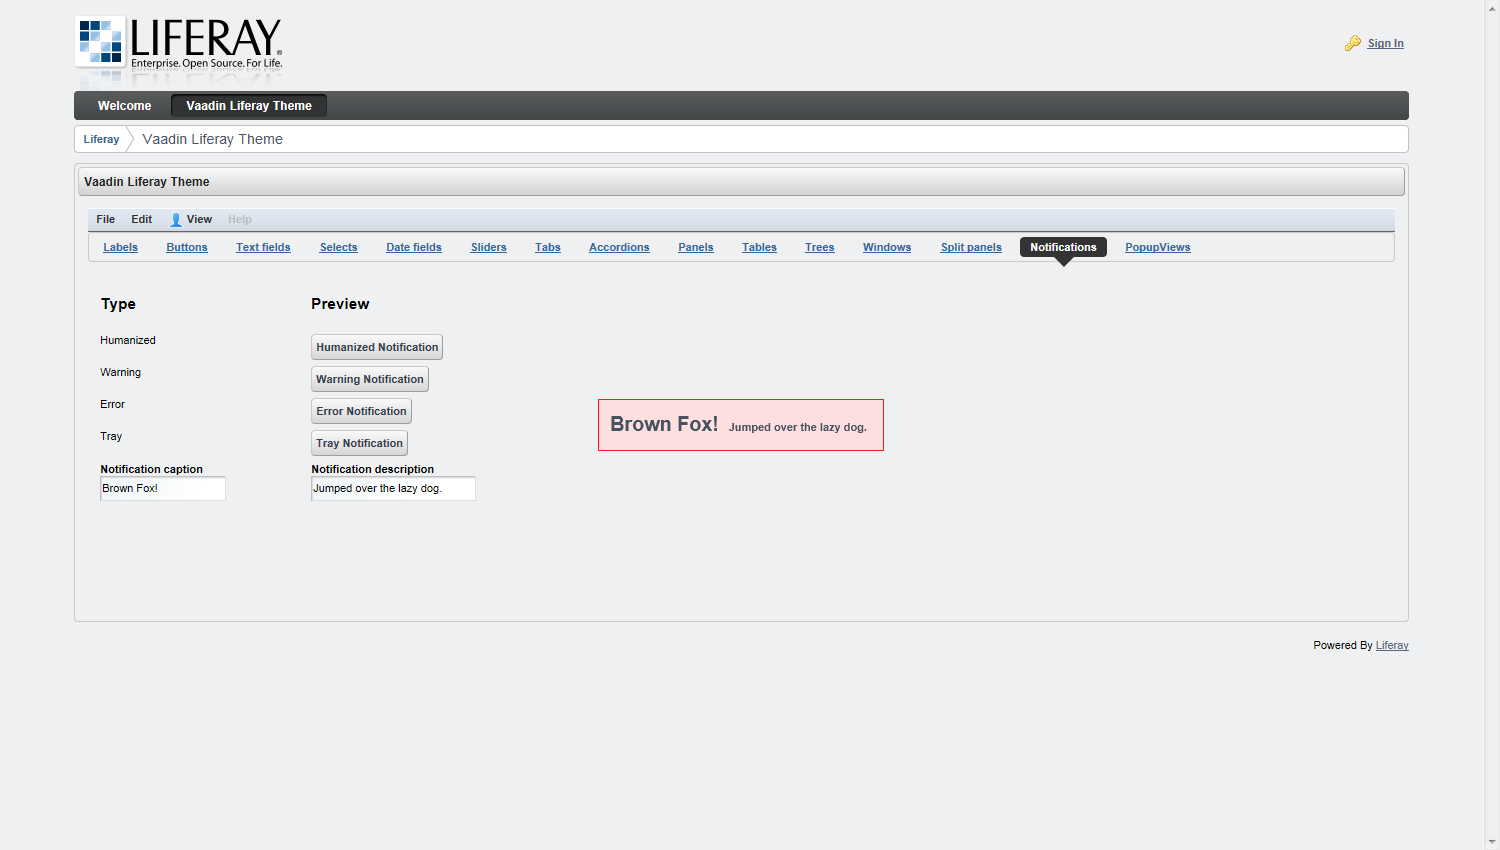 LIFERAY®
Enterprise. Open Source. For Life.
Sign In
Welcome Vaadin Liferay Theme
Liferay Vaadin Liferay Theme
Vaadin Liferay Theme
File Edit View Help
Labels Buttons Text fields Selects Date fields Sliders Tabs Accordions Panels Tables Trees Windows Split panels Notifications PopupViews
Type Preview
Humanized Humanized Notification
Warning Warning Notification
Error Error Notification
Brown Fox! Jumped over the lazy dog.
Tray Tray Notification
Notification caption Notification description
Brown Fox! Jumped over the lazy dog.
Powered By Liferay